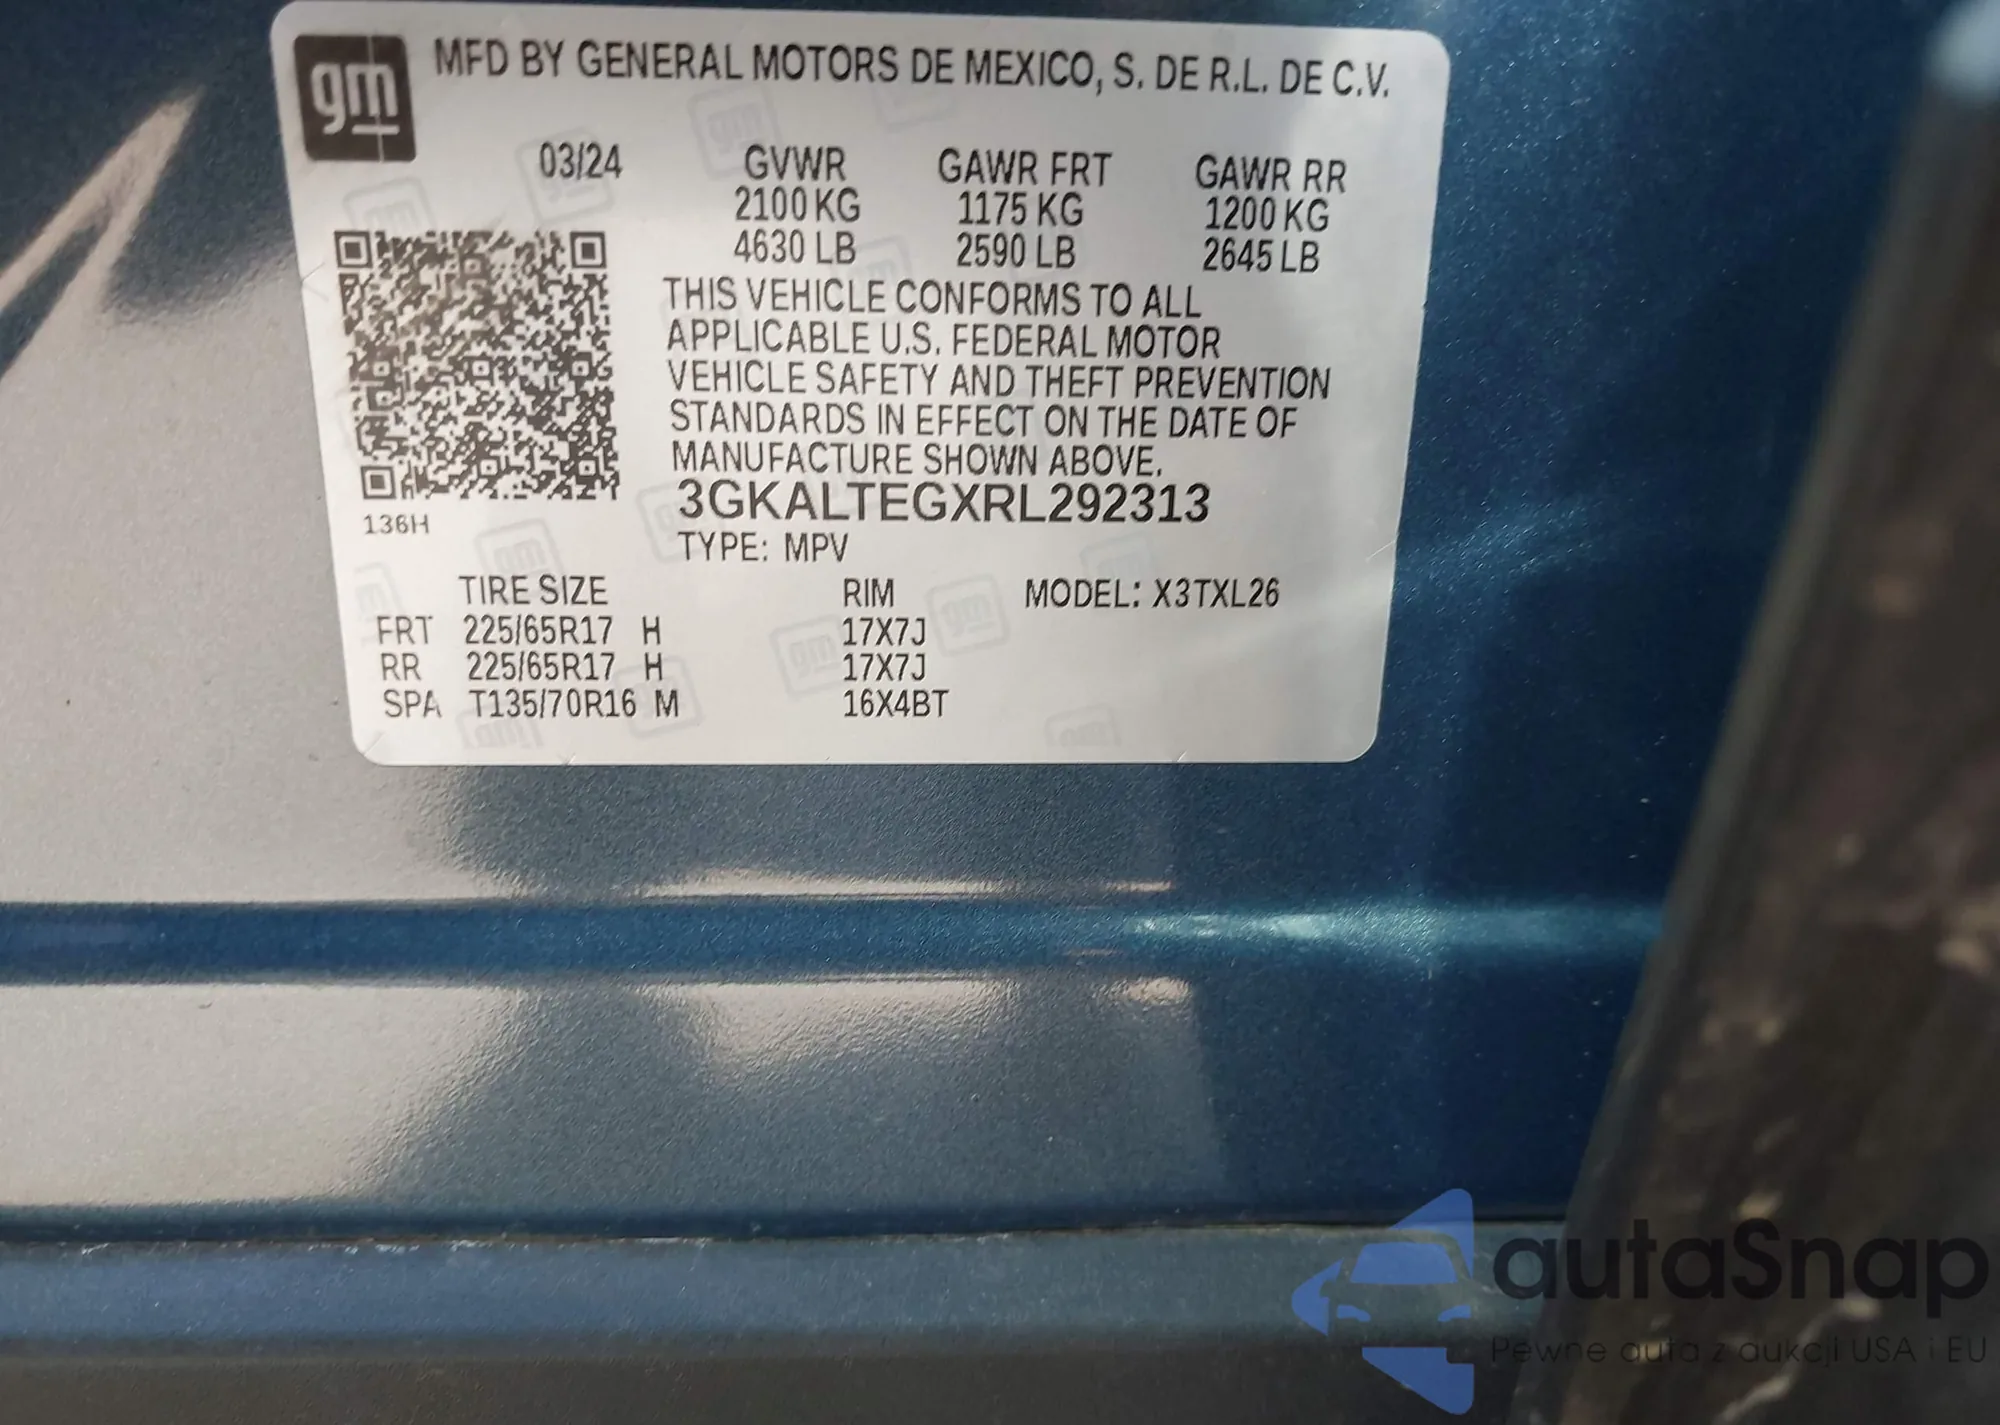 gm
MFD BY GENERAL MOTORS DE MEXICO, S. DE R.L. DE C.V.
03/24 GVWR GAWR FRT GAWR RR
2100 KG 1175 KG 1200 KG
4630 LB 2590 LB 2645 LB
THIS VEHICLE CONFORMS TO ALL
APPLICABLE U.S. FEDERAL MOTOR
VEHICLE SAFETY AND THEFT PREVENTION
STANDARDS IN EFFECT ON THE DATE OF
MANUFACTURE SHOWN ABOVE.
3GKALTEGXRL292313
136H
TYPE: MPV
TIRE SIZE RIM MODEL: X3TXL26
FRT 225/65R17 H 17X7J
RR 225/65R17 H 17X7J
SPA T135/70R16 M 16X4BT
autaSnap
Pewne auta z aukcji USA i EU